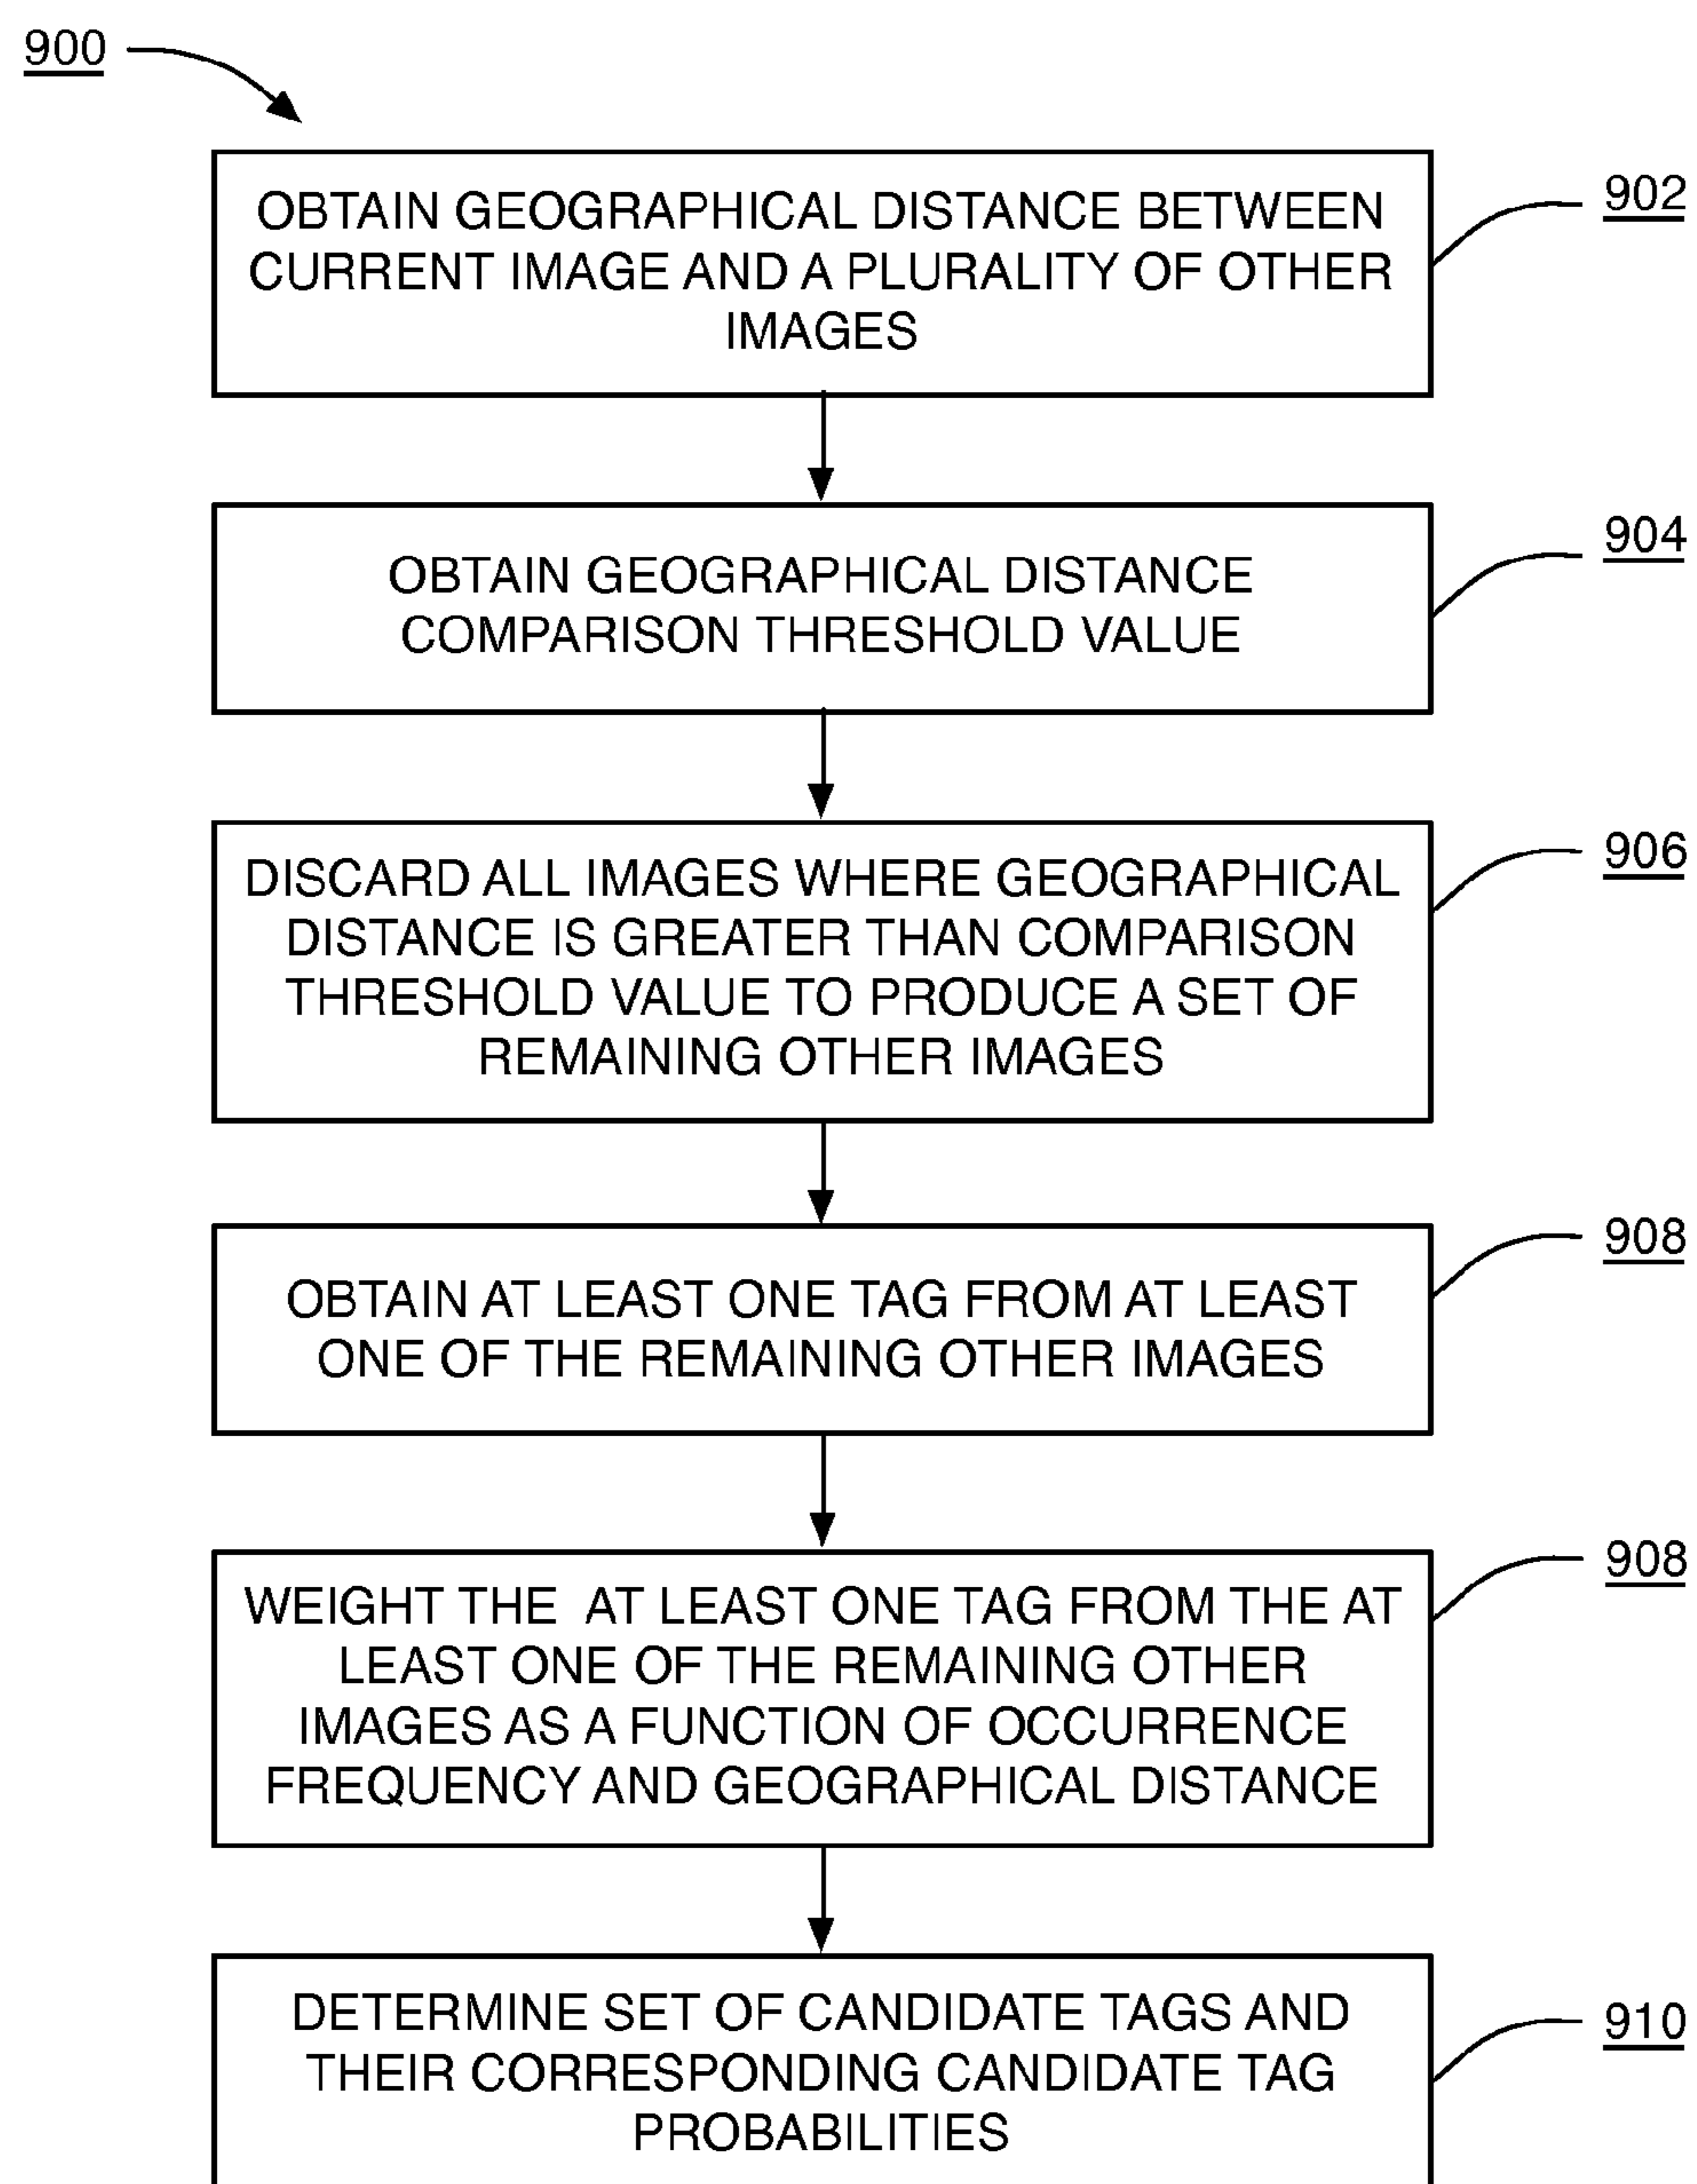 900
OBTAIN GEOGRAPHICAL DISTANCE BETWEEN
CURRENT IMAGE AND A PLURALITY OF OTHER
IMAGES
902
OBTAIN GEOGRAPHICAL DISTANCE
COMPARISON THRESHOLD VALUE
904
DISCARD ALL IMAGES WHERE GEOGRAPHICAL
DISTANCE IS GREATER THAN COMPARISON
THRESHOLD VALUE TO PRODUCE A SET OF
REMAINING OTHER IMAGES
906
OBTAIN AT LEAST ONE TAG FROM AT LEAST
ONE OF THE REMAINING OTHER IMAGES
908
WEIGHT THE AT LEAST ONE TAG FROM THE AT
LEAST ONE OF THE REMAINING OTHER
IMAGES AS A FUNCTION OF OCCURRENCE
FREQUENCY AND GEOGRAPHICAL DISTANCE
908
DETERMINE SET OF CANDIDATE TAGS AND
THEIR CORRESPONDING CANDIDATE TAG
PROBABILITIES
910